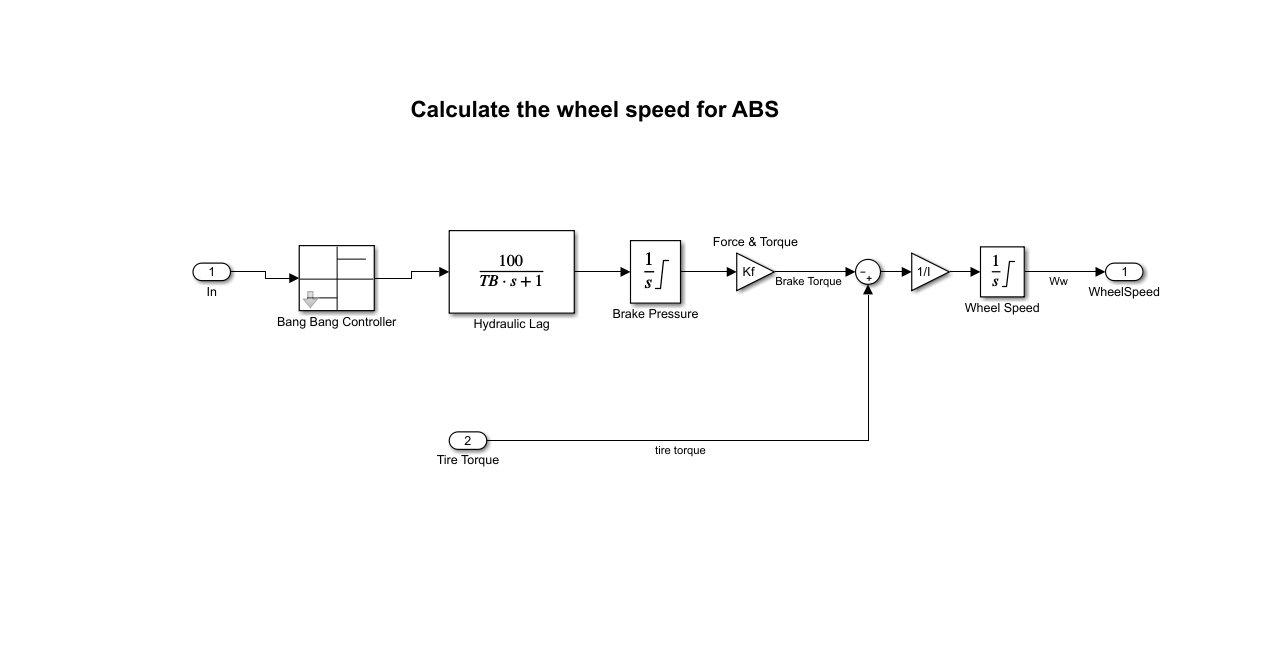 Calculate the wheel speed for ABS
1
In
Bang Bang Controller
100
TB · s + 1
Hydraulic Lag
1
s
Brake Pressure
Force & Torque
Kf
Brake Torque
−
+
1/I
1
s
Wheel Speed
Ww
1
WheelSpeed
2
Tire Torque
tire torque